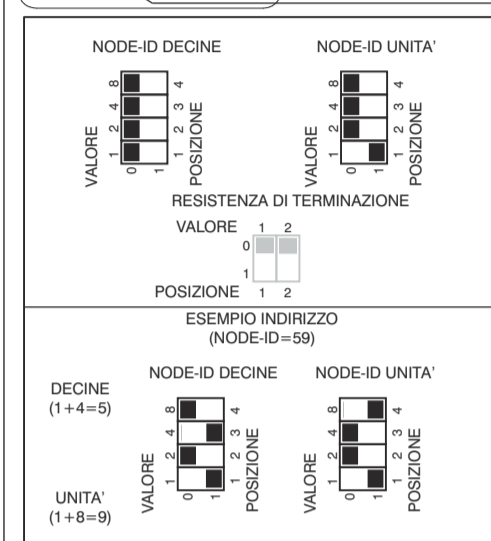 NODE-ID DECINE
NODE-ID UNITA'
VALORE
8
4
2
1
0
1
4
3
2
1
POSIZIONE
VALORE
8
4
2
1
0
1
4
3
2
1
POSIZIONE
RESISTENZA DI TERMINAZIONE
VALORE 1 2
0
1
POSIZIONE 1 2
ESEMPIO INDIRIZZO
(NODE-ID=59)
NODE-ID DECINE
NODE-ID UNITA'
DECINE
(1+4=5)
UNITA'
(1+8=9)
VALORE
8
4
2
1
0
1
4
3
2
1
POSIZIONE
VALORE
8
4
2
1
0
1
4
3
2
1
POSIZIONE